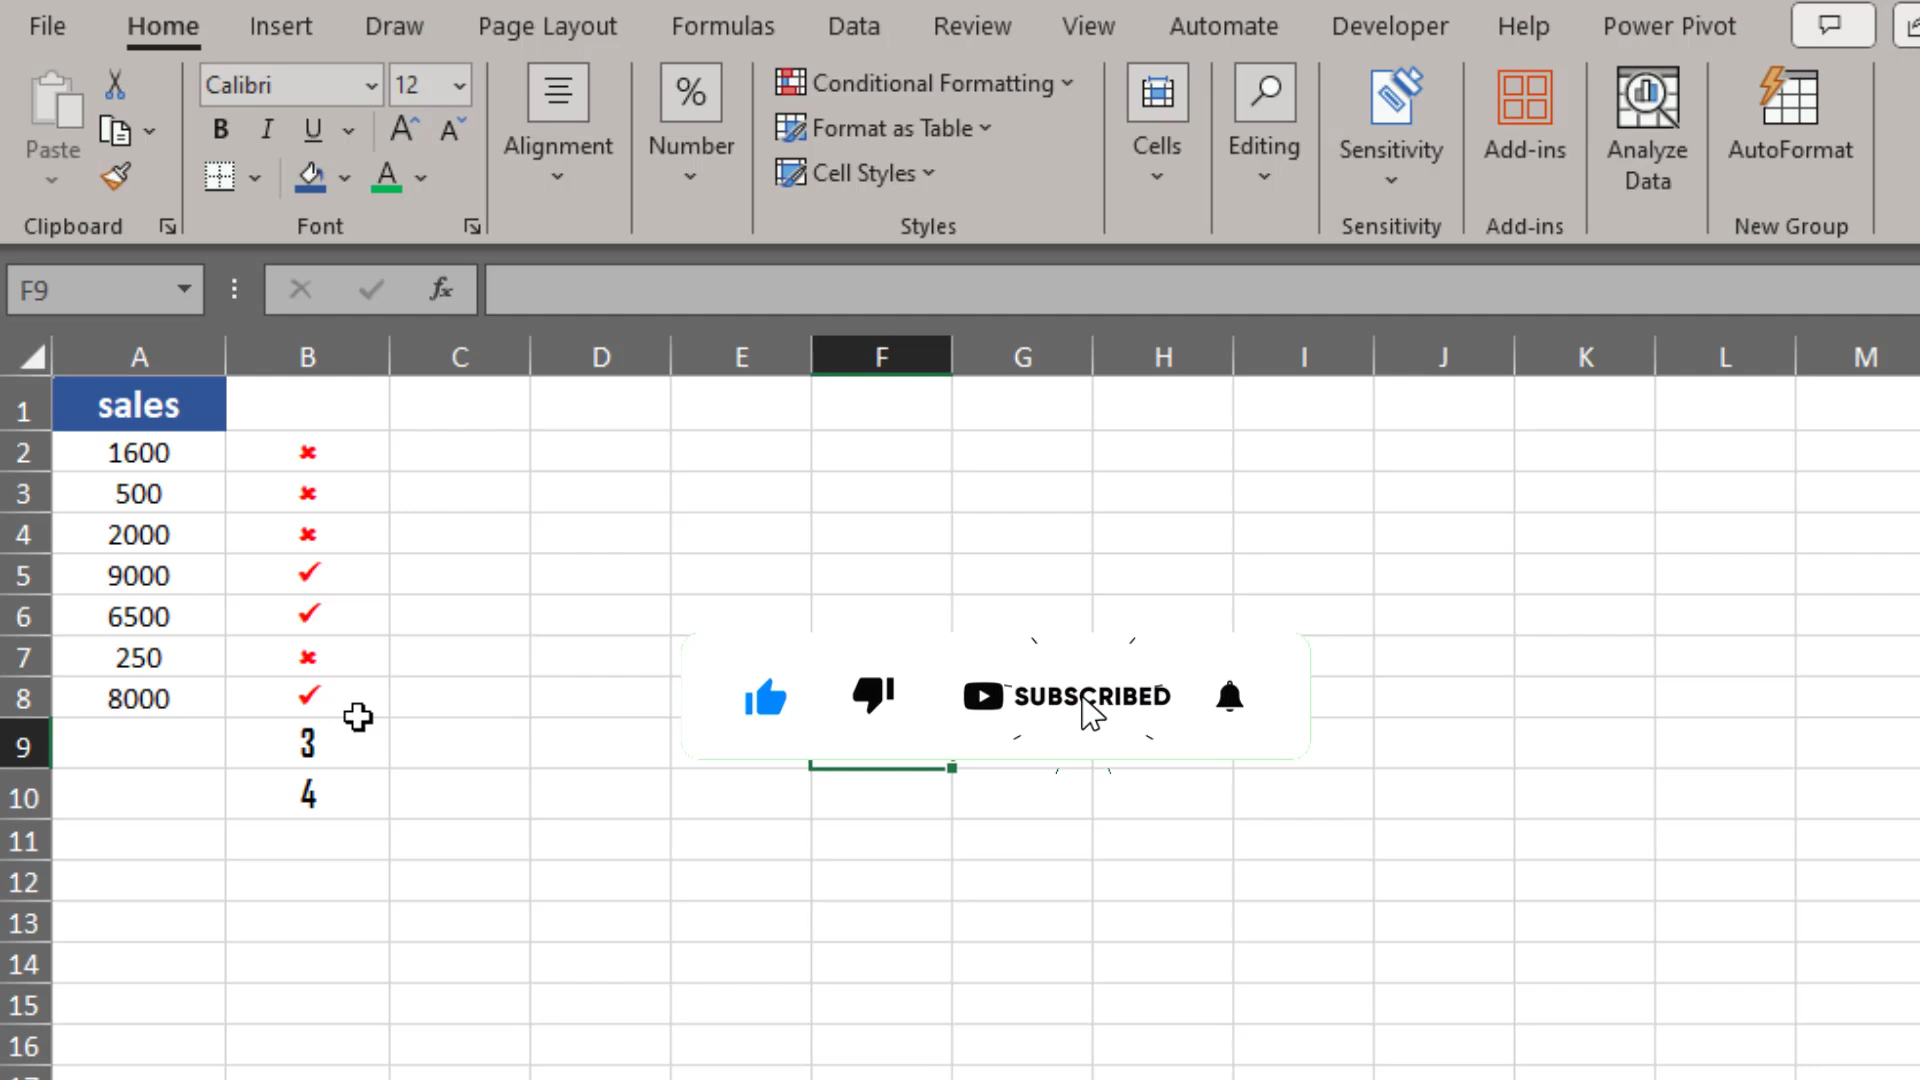 File Home Insert Draw Page Layout Formulas Data Review View Automate Developer Help Power Pivot
Calibri 12 Conditional Formatting
B I U A A Format as Table
Paste Alignment % Number Cells Editing Sensitivity Add-ins Analyze Data AutoFormat
A Cell Styles
Clipboard Font Styles Sensitivity Add-ins New Group
F9 fx
A B C D E F G H I J K L M
1 sales
2 1600 ✖
3 500 ✖
4 2000 ✖
5 9000 ✔
6 6500 ✔
7 250 ✖
8 8000 ✔
SUBSCRIBED
9 3
10 4
11
12
13
14
15
16
17